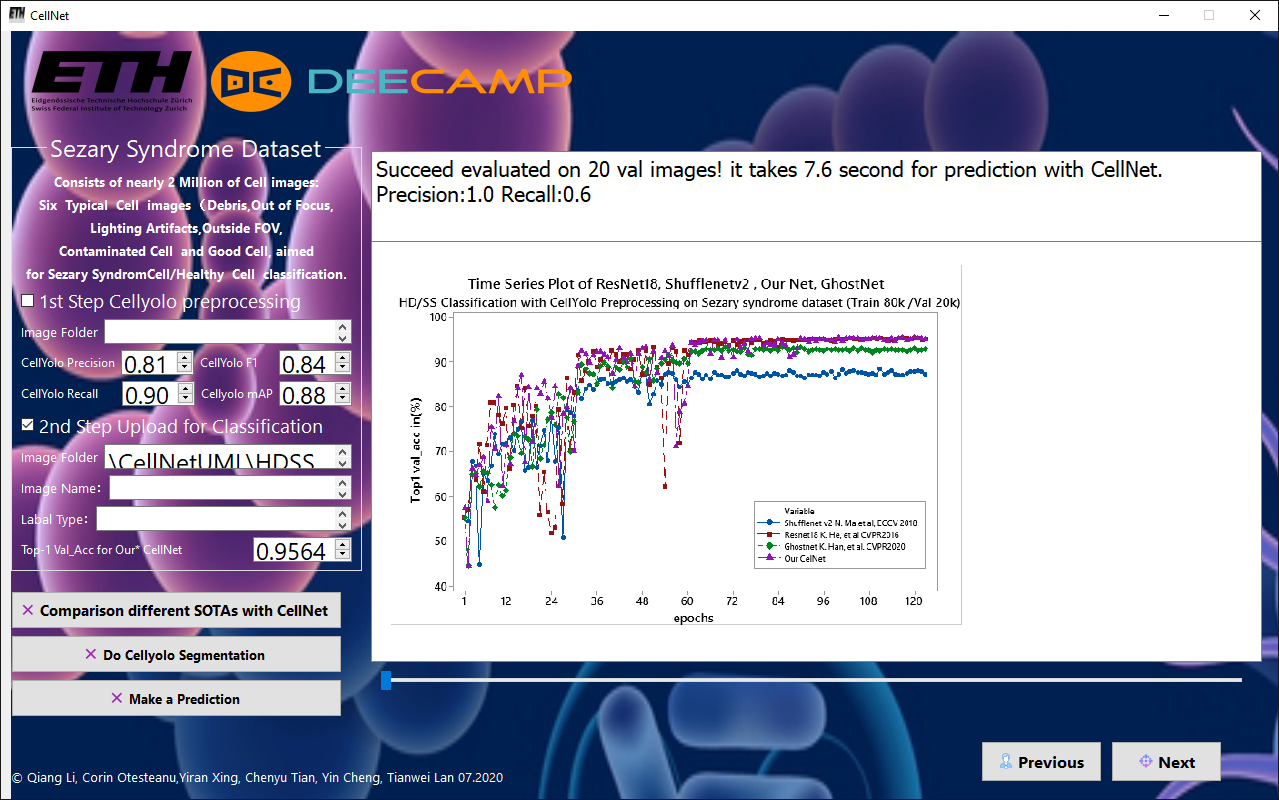 CellNet
ETH
Eidgenössische Technische Hochschule Zürich
Swiss Federal Institute of Technology Zurich
DEECAMP
Sezary Syndrome Dataset
Consists of nearly 2 Million of Cell images:
Six Typical Cell images (Debris,Out of Focus,
Lighting Artifacts,Outside FOV,
Contaminated Cell and Good Cell, aimed
for Sezary SyndromCell/Healthy Cell classification.
1st Step Cellyolo preprocessing
Image Folder
CellYolo Precision 0.81 CellYolo F1 0.84
CellYolo Recall 0.90 Cellyolo mAP 0.88
2nd Step Upload for Classification
Image Folder \CellNetUML\HDSS
Image Name:
Labal Type:
Top-1 Val_Acc for Our* CellNet 0.9564
Comparison different SOTAs with CellNet
Do Cellyolo Segmentation
Make a Prediction
© Qiang Li, Corin Otesteanu,Yiran Xing, Chenyu Tian, Yin Cheng, Tianwei Lan 07.2020
Succeed evaluated on 20 val images! it takes 7.6 second for prediction with CellNet.
Precision:1.0 Recall:0.6
Time Series Plot of ResNet18, Shufflenetv2 , Our Net, GhostNet
HD/SS Classification with CellYolo Preprocessing on Sezary syndrome dataset (Train 80k /Val 20k)
Top1 val_acc in(%)
100
90
80
70
60
50
40
1 12 24 36 48 60 72 84 96 108 120
epochs
Variable
Shufflenet v2 N. Ma et al, ECCV 2018
Resnet18 K. He, et al CVPR2016
Ghostnet K. Han, et al. CVPR2020
Our CellNet
Previous
Next